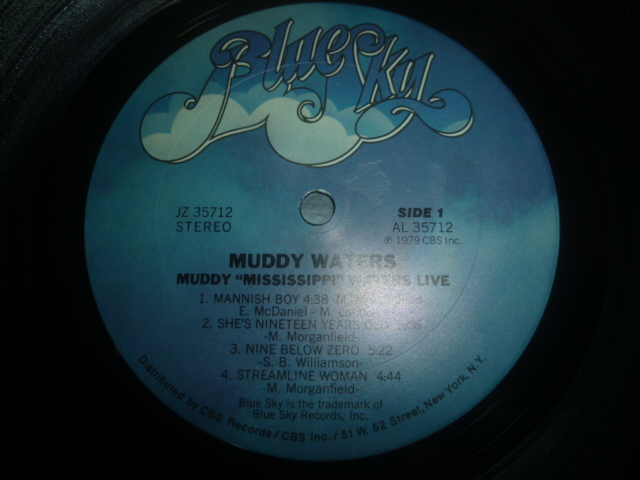 Blue Sky
JZ 35712
STEREO
SIDE 1
AL 35712
℗ 1979 CBS inc.
MUDDY WATERS
MUDDY "MISSISSIPPI" WATERS LIVE
1. MANNISH BOY 4:38
E. McDaniel - M.
2. SHE'S NINETEEN YEARS
-M. Morganfield-
3. NINE BELOW ZERO 5:22
-S. B. Williamson-
4. STREAMLINE WOMAN 4:44
-M. Morganfield-
Blue Sky is the trademark of
Blue Sky Records, Inc.
Distributed by CBS Records/CBS Inc./51 W. 52 Street, New York, N.Y.